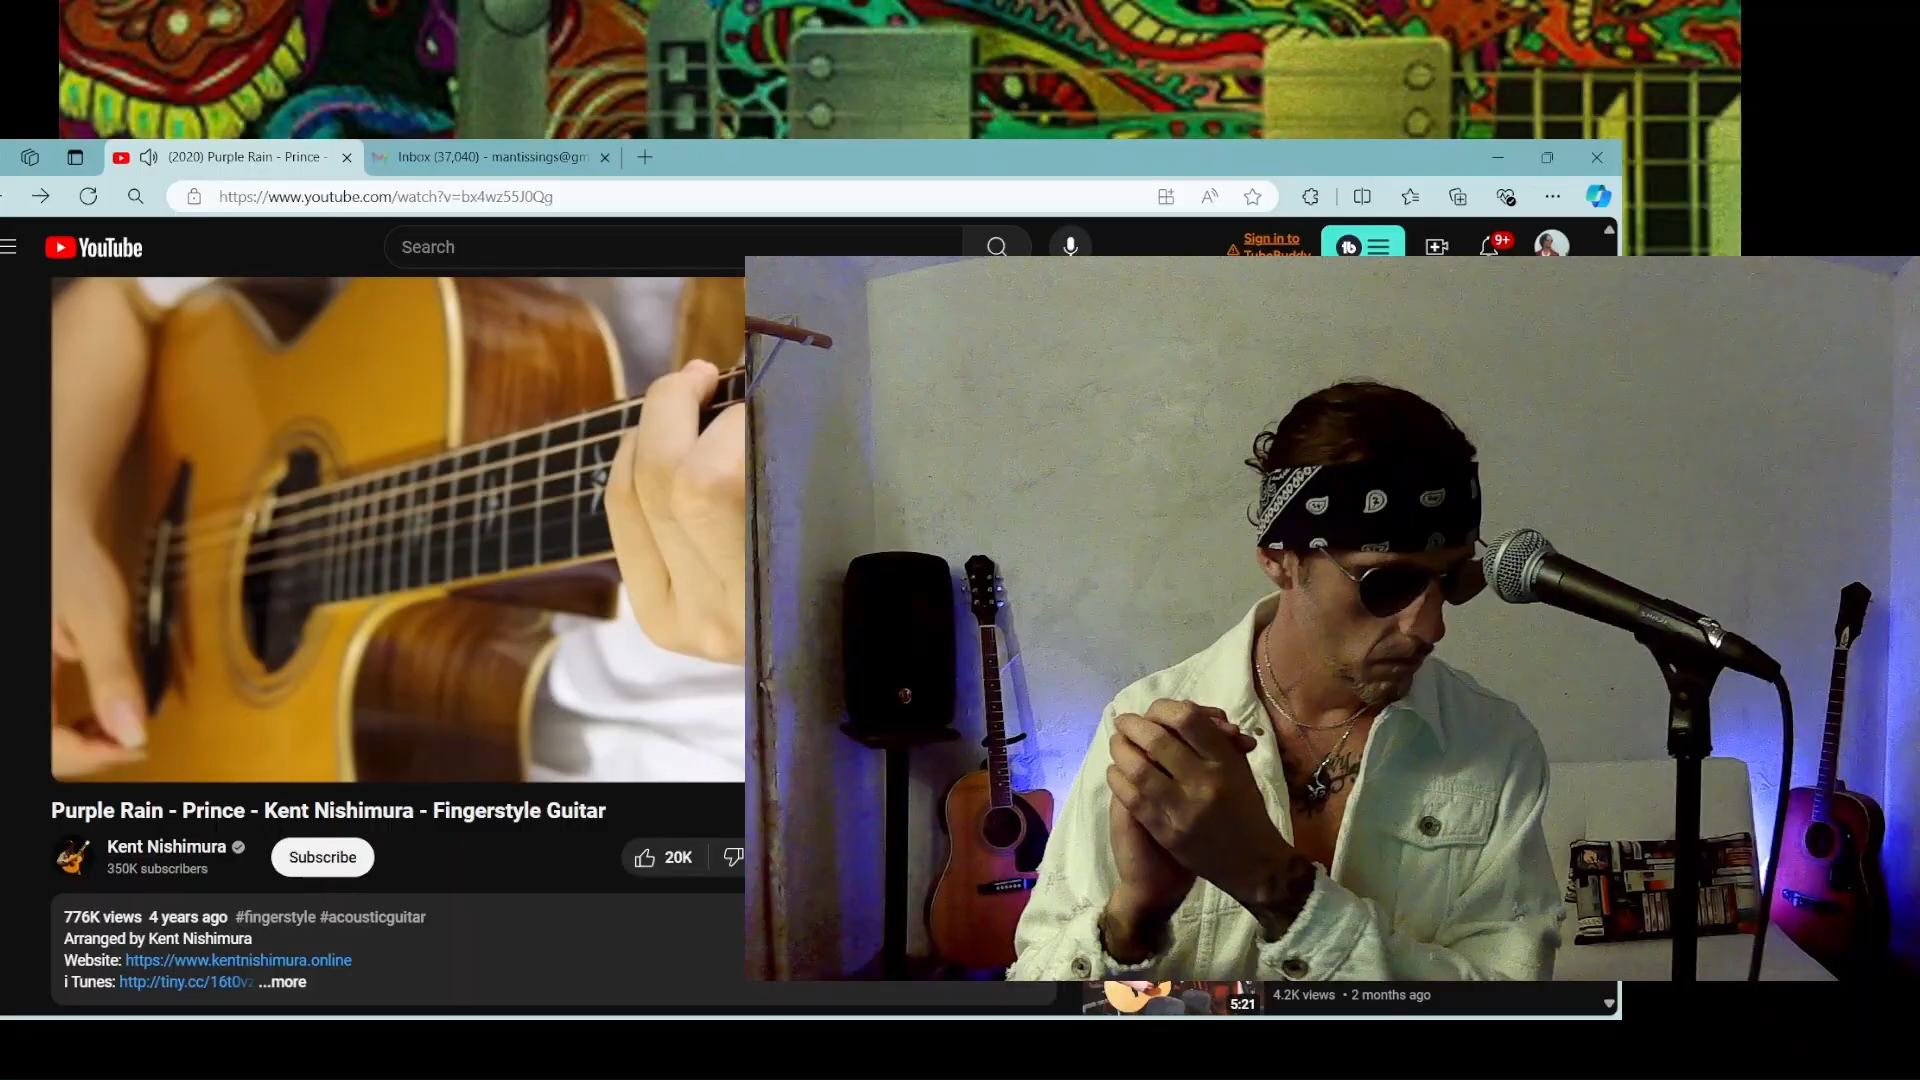 (2020) Purple Rain - Prince -
Inbox (37,040) - mantissings@gm
https://www.youtube.com/watch?v=bx4wz55J0Qg
YouTube
Search
Sign in to
TubeBuddy
tb
9+
Purple Rain - Prince - Kent Nishimura - Fingerstyle Guitar
Kent Nishimura
350K subscribers
Subscribe
20K
776K views 4 years ago #fingerstyle #acousticguitar
Arranged by Kent Nishimura
Website: https://www.kentnishimura.online
i Tunes: http://tiny.cc/16t0vz ...more
5:21
4.2K views • 2 months ago